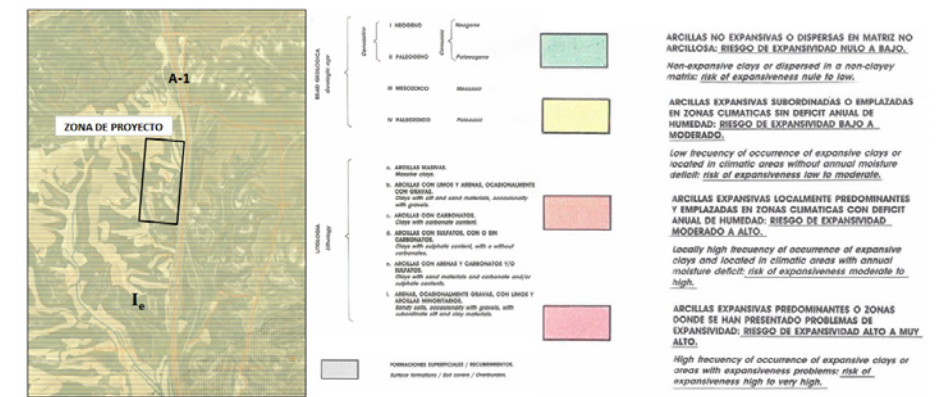 A-1
ZONA DE PROYECTO
Ie
EDAD GEOLOGICA
Geologic age
Cenozoico
Cenozoic
I NEOGENO Neogene
II PALEOGENO Palaeogene
III MESOZOICO Mesozoic
IV PALEOZOICO Paleozoic
LITOLOGIA
Lithology
a. ARCILLAS MASIVAS.
Massive clays.
b. ARCILLAS CON LIMOS Y ARENAS, OCASIONALMENTE
CON GRAVAS.
Clays with silt and sand materials, occasionally
with gravels.
c. ARCILLAS CON CARBONATOS.
Clays with carbonate content.
d. ARCILLAS CON SULFATOS, CON O SIN
CARBONATOS.
Clays with sulphate content, with o without
carbonates.
e. ARCILLAS CON ARENAS Y CARBONATOS Y/O
SULFATOS.
Clays with sand materials and carbonate and/or
sulphate contents.
f. ARENAS, OCASIONALMENTE GRAVAS, CON LIMOS Y
ARCILLAS MINORITARIOS.
Sandy soils, occasionally with gravels, with
subordinate silt and clay materials.
FORMACIONES SUPERFICIALES / RECUBRIMIENTOS.
Surface formations / Soil covers / Overburden.
ARCILLAS NO EXPANSIVAS O DISPERSAS EN MATRIZ NO
ARCILLOSA: RIESGO DE EXPANSIVIDAD NULO A BAJO.
Non-expansive clays or dispersed in a non-clayey
matrix: risk of expansiveness nule to low.
ARCILLAS EXPANSIVAS SUBORDINADAS O EMPLAZADAS
EN ZONAS CLIMATICAS SIN DEFICIT ANUAL DE
HUMEDAD: RIESGO DE EXPANSIVIDAD BAJO A
MODERADO.
Low frecuency of occurrence of expansive clays or
located in climatic areas without annual moisture
deficit: risk of expansiveness low to moderate.
ARCILLAS EXPANSIVAS LOCALMENTE PREDOMINANTES
Y EMPLAZADAS EN ZONAS CLIMATICAS CON DEFICIT
ANUAL DE HUMEDAD: RIESGO DE EXPANSIVIDAD
MODERADO A ALTO.
Locally high frecuency of occurrence of expansive
clays and located in climatic areas with annual
moisture deficit: risk of expansiveness moderate to
high.
ARCILLAS EXPANSIVAS PREDOMINANTES O ZONAS
DONDE SE HAN PRESENTADO PROBLEMAS DE
EXPANSIVIDAD: RIESGO DE EXPANSIVIDAD ALTO A MUY
ALTO.
High frecuency of occurrence of expansive clays or
areas with expansiveness problems: risk of
expansiveness high to very high.